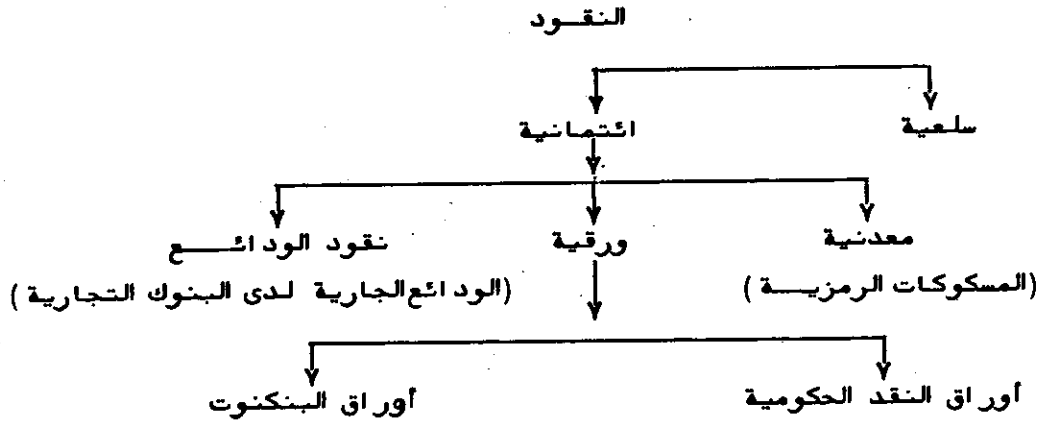 النقود
سلعية
ائتمانية
معدنية
(المسكوكات الرمزية)
ورقية
نقود الودائع
(الودائع الجارية لدى البنوك التجارية)
أوراق النقد الحكومية
أوراق البنكنوت